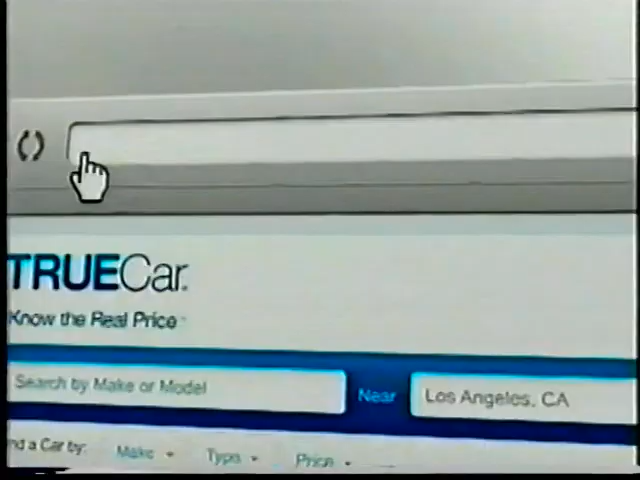 TRUECar.
Know the Real Price
Search by Make or Model Near Los Angeles, CA
nd a Car by: Make Type Price